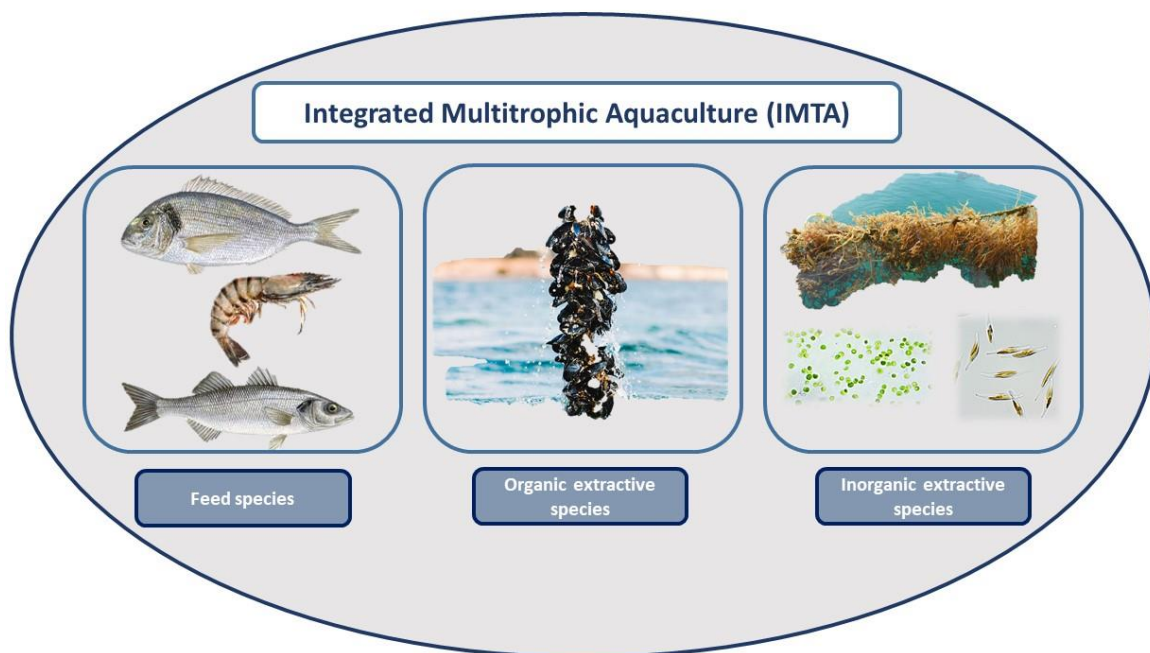 Integrated Multitrophic Aquaculture (IMTA)
Feed species
Organic extractive
species
Inorganic extractive
species